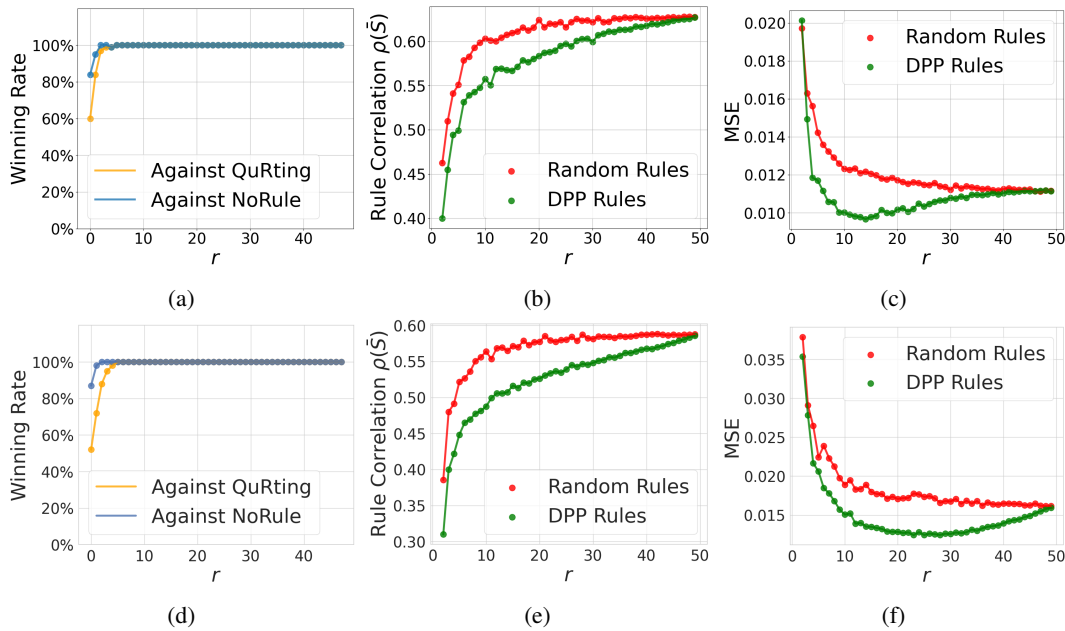 100%
80%
60%
40%
20%
0%
Winning Rate
Against QuRting
Against NoRule
0 10 20 30 40
r
(a)
0.60
0.55
0.50
0.45
0.40
Rule Correlation ρ(S̄)
Random Rules
DPP Rules
0 10 20 30 40 50
r
(b)
0.020
0.018
0.016
0.014
0.012
0.010
MSE
Random Rules
DPP Rules
0 10 20 30 40 50
r
(c)
100%
80%
60%
40%
20%
0%
Winning Rate
Against QuRting
Against NoRule
0 10 20 30 40
r
(d)
0.60
0.55
0.50
0.45
0.40
0.35
0.30
Rule Correlation ρ(S̄)
Random Rules
DPP Rules
0 10 20 30 40 50
r
(e)
0.035
0.030
0.025
0.020
0.015
MSE
Random Rules
DPP Rules
0 10 20 30 40 50
r
(f)